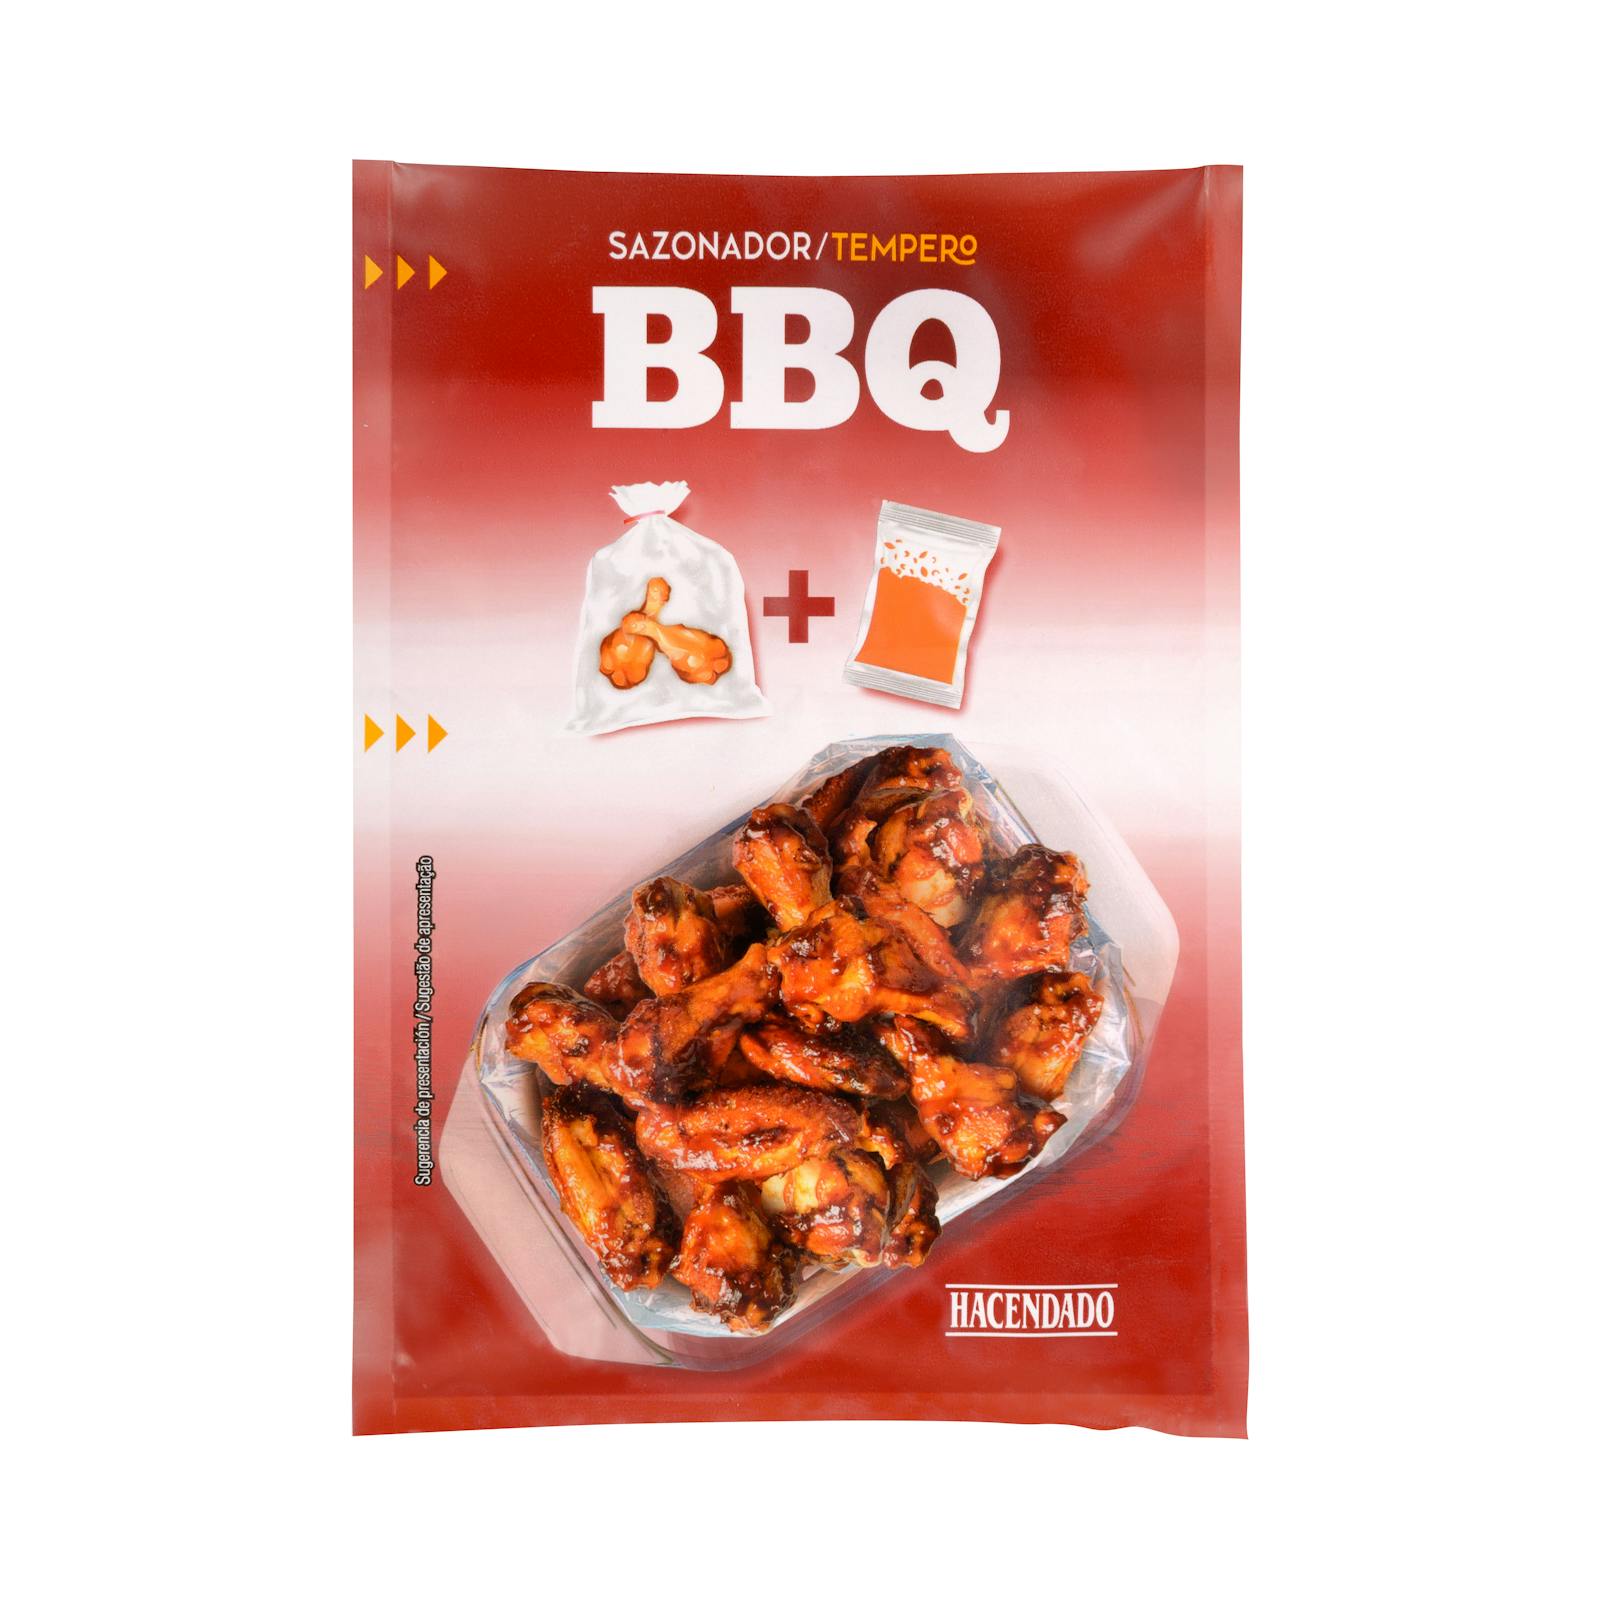 SAZONADOR/TEMPERO
BBQ
Sugerencia de presentación / Sugestão de apresentação
HACENDADO